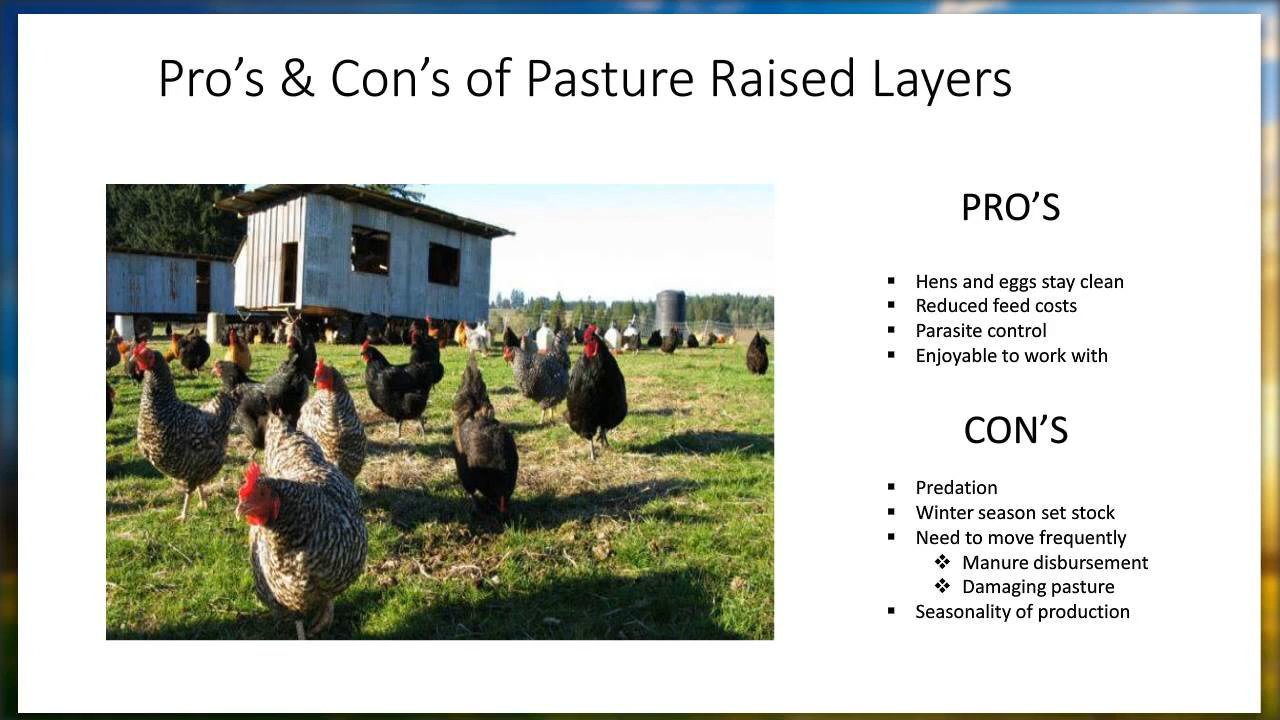 Pro’s & Con’s of Pasture Raised Layers
PRO’S
▪ Hens and eggs stay clean
▪ Reduced feed costs
▪ Parasite control
▪ Enjoyable to work with
CON’S
▪ Predation
▪ Winter season set stock
▪ Need to move frequently
❖ Manure disbursement
❖ Damaging pasture
▪ Seasonality of production